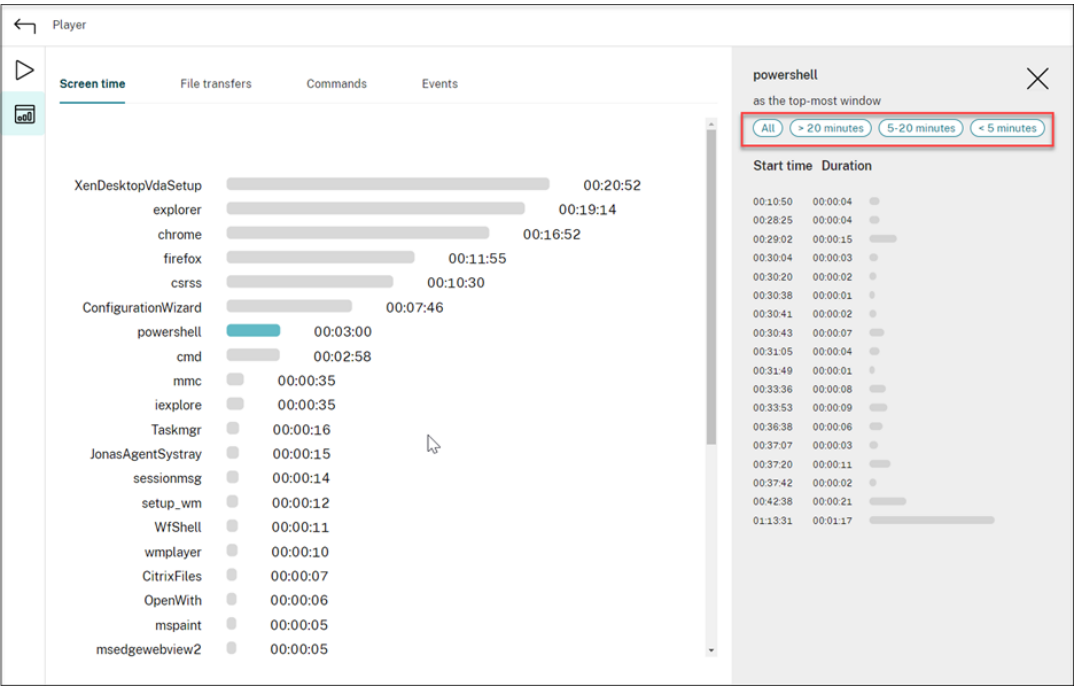 Player
Screen time File transfers Commands Events
XenDesktopVdaSetup 00:20:52
explorer 00:19:14
chrome 00:16:52
firefox 00:11:55
csrss 00:10:30
ConfigurationWizard 00:07:46
powershell 00:03:00
cmd 00:02:58
mmc 00:00:35
iexplore 00:00:35
Taskmgr 00:00:16
JonasAgentSystray 00:00:15
sessionmsg 00:00:14
setup_wm 00:00:12
WfShell 00:00:11
wmplayer 00:00:10
CitrixFiles 00:00:07
OpenWith 00:00:06
mspaint 00:00:05
msedgewebview2 00:00:05
powershell
as the top-most window
All > 20 minutes 5-20 minutes < 5 minutes
Start time Duration
00:10:50 00:00:04
00:28:25 00:00:04
00:29:02 00:00:15
00:30:04 00:00:03
00:30:20 00:00:02
00:30:38 00:00:01
00:30:41 00:00:02
00:30:43 00:00:07
00:31:05 00:00:04
00:31:49 00:00:01
00:33:36 00:00:08
00:33:53 00:00:09
00:36:38 00:00:06
00:37:07 00:00:03
00:37:20 00:00:11
00:37:42 00:00:02
00:42:38 00:00:21
01:13:31 00:01:17